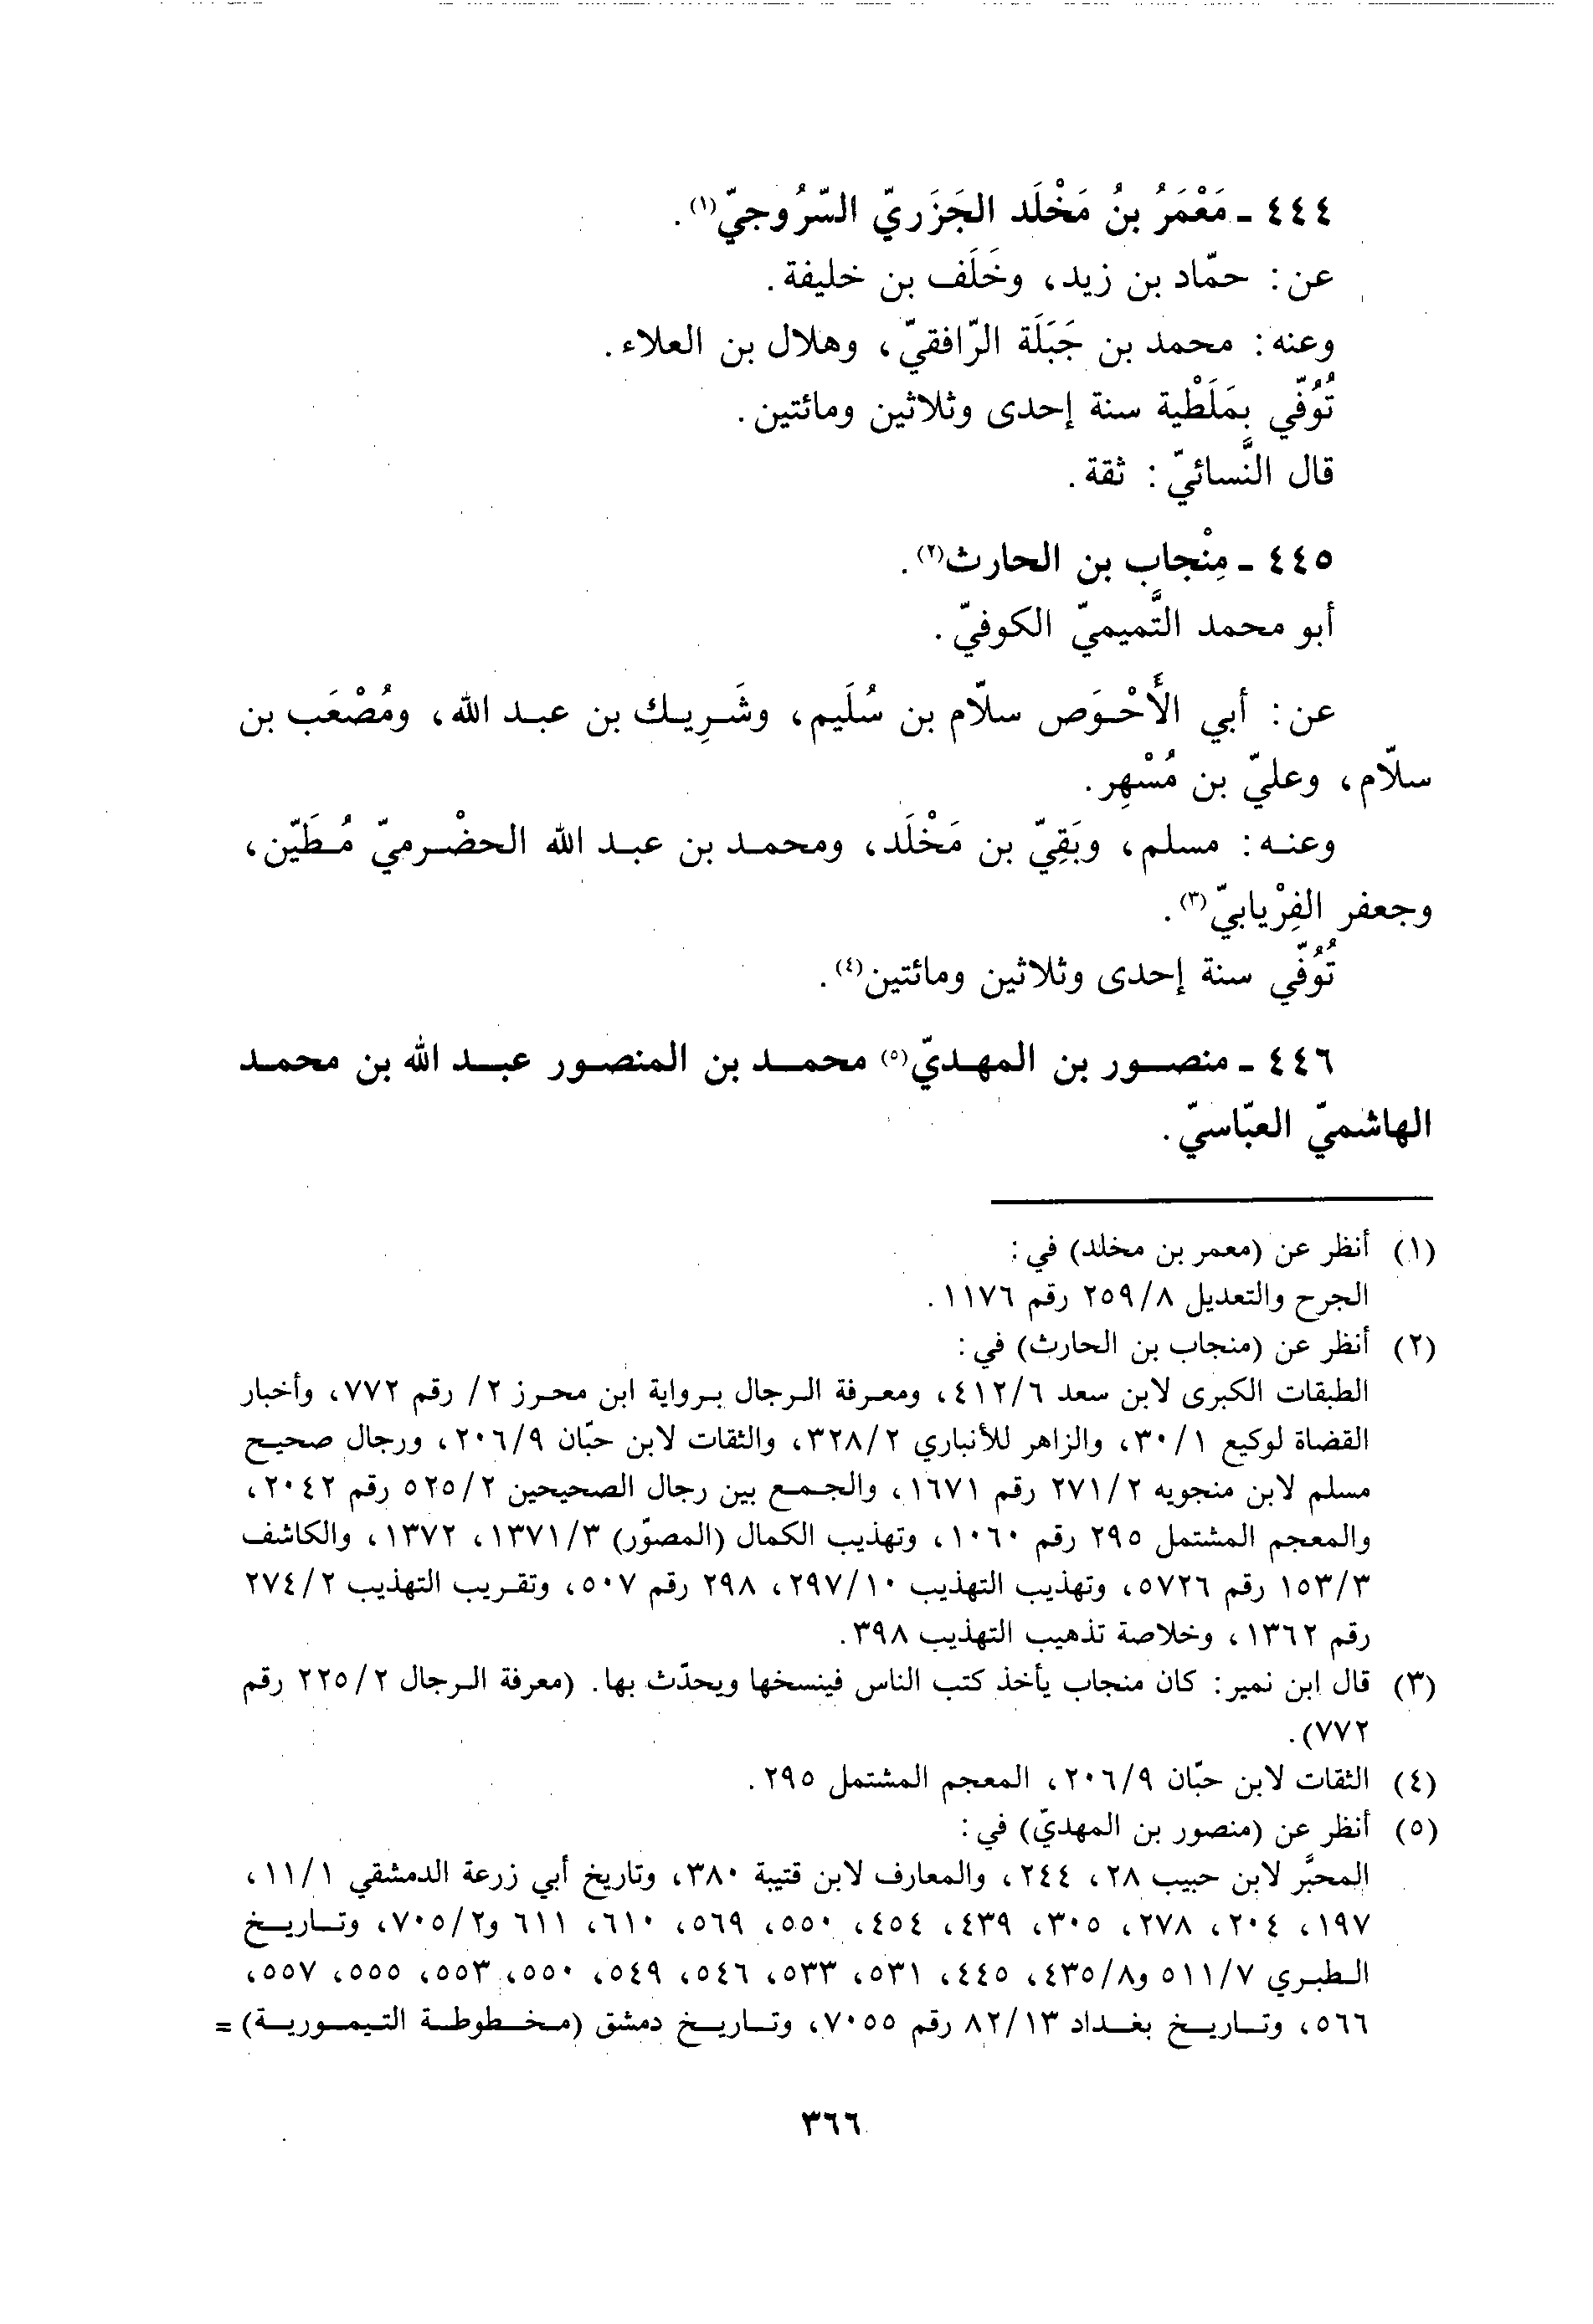 ٤٤٤ ـ مَعْمَرُ بنُ مَخْلَد الجَزَريّ السّرُوجيّ(١).
عن: حمّاد بن زيد، وخَلَف بن خليفة.
وعنه: محمد بن جَبَلَة الرّافقيّ، وهلال بن العلاء.
تُوُفّي بمَلَطْية سنة إحدى وثلاثين ومائتين.
قال النَّسائيّ: ثقة.
٤٤٥ ـ مِنْجاب بن الحارث(٢).
أبو محمد التَّميميّ الكوفيّ.
عن: أبي الأَحْوَص سلّام بن سُلَيم، وشَرِيك بن عبد الله، ومُصْعَب بن
سلّام، وعليّ بن مُسْهِر.
وعنه: مسلم، وبَقِيّ بن مَخْلَد، ومحمد بن عبد الله الحضْرميّ مُطَيّن،
وجعفر الفِرْيابيّ(٣).
تُوُفّي سنة إحدى وثلاثين ومائتين(٤).
٤٤٦ ـ منصور بن المهديّ(٥) محمد بن المنصور عبد الله بن محمد
الهاشميّ العبّاسيّ.
(١) أنظر عن (معمر بن مخلد) في:
الجرح والتعديل ٢٥٩/٨ رقم ١١٧٦.
(٢) أنظر عن (منجاب بن الحارث) في:
الطبقات الكبرى لابن سعد ٤١٢/٦، ومعرفة الرجال برواية ابن محرز ٢/ رقم ٧٧٢، وأخبار
القضاة لوكيع ٣٠/١، والزاهر للأنباري ٣٢٨/٢، والثقات لابن حبّان ٢٠٦/٩، ورجال صحيح
مسلم لابن منجويه ٢٧١/٢ رقم ١٦٧١، والجمع بين رجال الصحيحين ٥٢٥/٢ رقم ٢٠٤٢،
والمعجم المشتمل ٢٩٥ رقم ١٠٦٠، وتهذيب الكمال (المصوّر) ١٣٧١/٣، ١٣٧٢، والكاشف
١٥٣/٣ رقم ٥٧٢٦، وتهذيب التهذيب ٢٩٧/١٠، ٢٩٨ رقم ٥٠٧، وتقريب التهذيب ٢٧٤/٢
رقم ١٣٦٢، وخلاصة تذهيب التهذيب ٣٩٨.
(٣) قال ابن نمير: كان منجاب يأخذ كتب الناس فينسخها ويحدّث بها. (معرفة الرجال ٢٢٥/٢ رقم
٧٧٢).
(٤) الثقات لابن حبّان ٢٠٦/٩، المعجم المشتمل ٢٩٥.
(٥) أنظر عن (منصور بن المهديّ) في:
المحبَّر لابن حبيب ٢٨، ٢٤٤، والمعارف لابن قتيبة ٣٨٠، وتاريخ أبي زرعة الدمشقي ١١/١،
١٩٧، ٢٠٤، ٢٧٨، ٣٠٥، ٤٣٩، ٤٥٤، ٥٥٠، ٥٦٩، ٦١٠، ٦١١ و٧٠٥/٢، وتاريخ
الطبري ٥١١/٧ و٤٣٥/٨، ٤٤٥، ٥٣١، ٥٣٣، ٥٤٦، ٥٤٩، ٥٥٠، ٥٥٣، ٥٥٥، ٥٥٧،
٥٦٦، وتاريخ بغداد ٨٢/١٣ رقم ٧٠٥٥، وتاريخ دمشق (مخطوطة التيمورية) =
٣٦٦